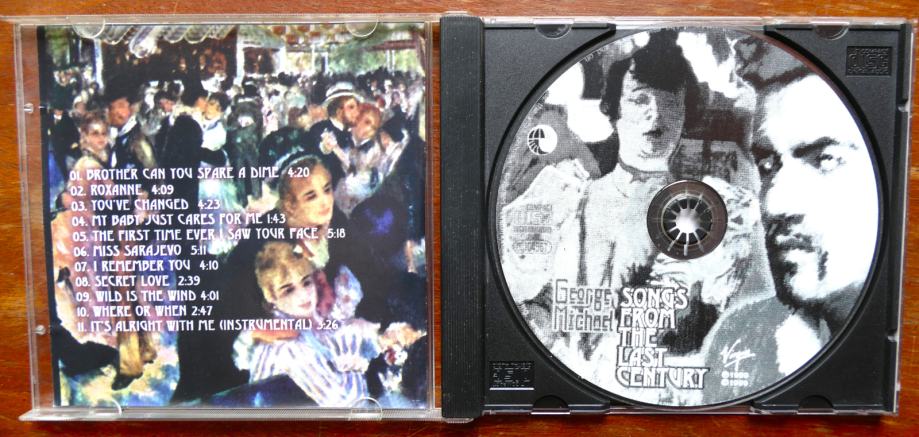 01. BROTHER CAN YOU SPARE A DIME 4:20
02. ROXANNE 4:09
03. YOU'VE CHANGED 4:23
04. MY BABY JUST CARES FOR ME 1:43
05. THE FIRST TIME EVER I SAW YOUR FACE 5:18
06. MISS SARAJEVO 5:11
07. I REMEMBER YOU 4:10
08. SECRET LOVE 2:39
09. WILD IS THE WIND 4:01
10. WHERE OR WHEN 2:47
11. IT'S ALRIGHT WITH ME (INSTRUMENTAL) 3:26
George Michael
SONGS
FROM
THE
LAST
CENTURY
Virgin
℗1999
©1999